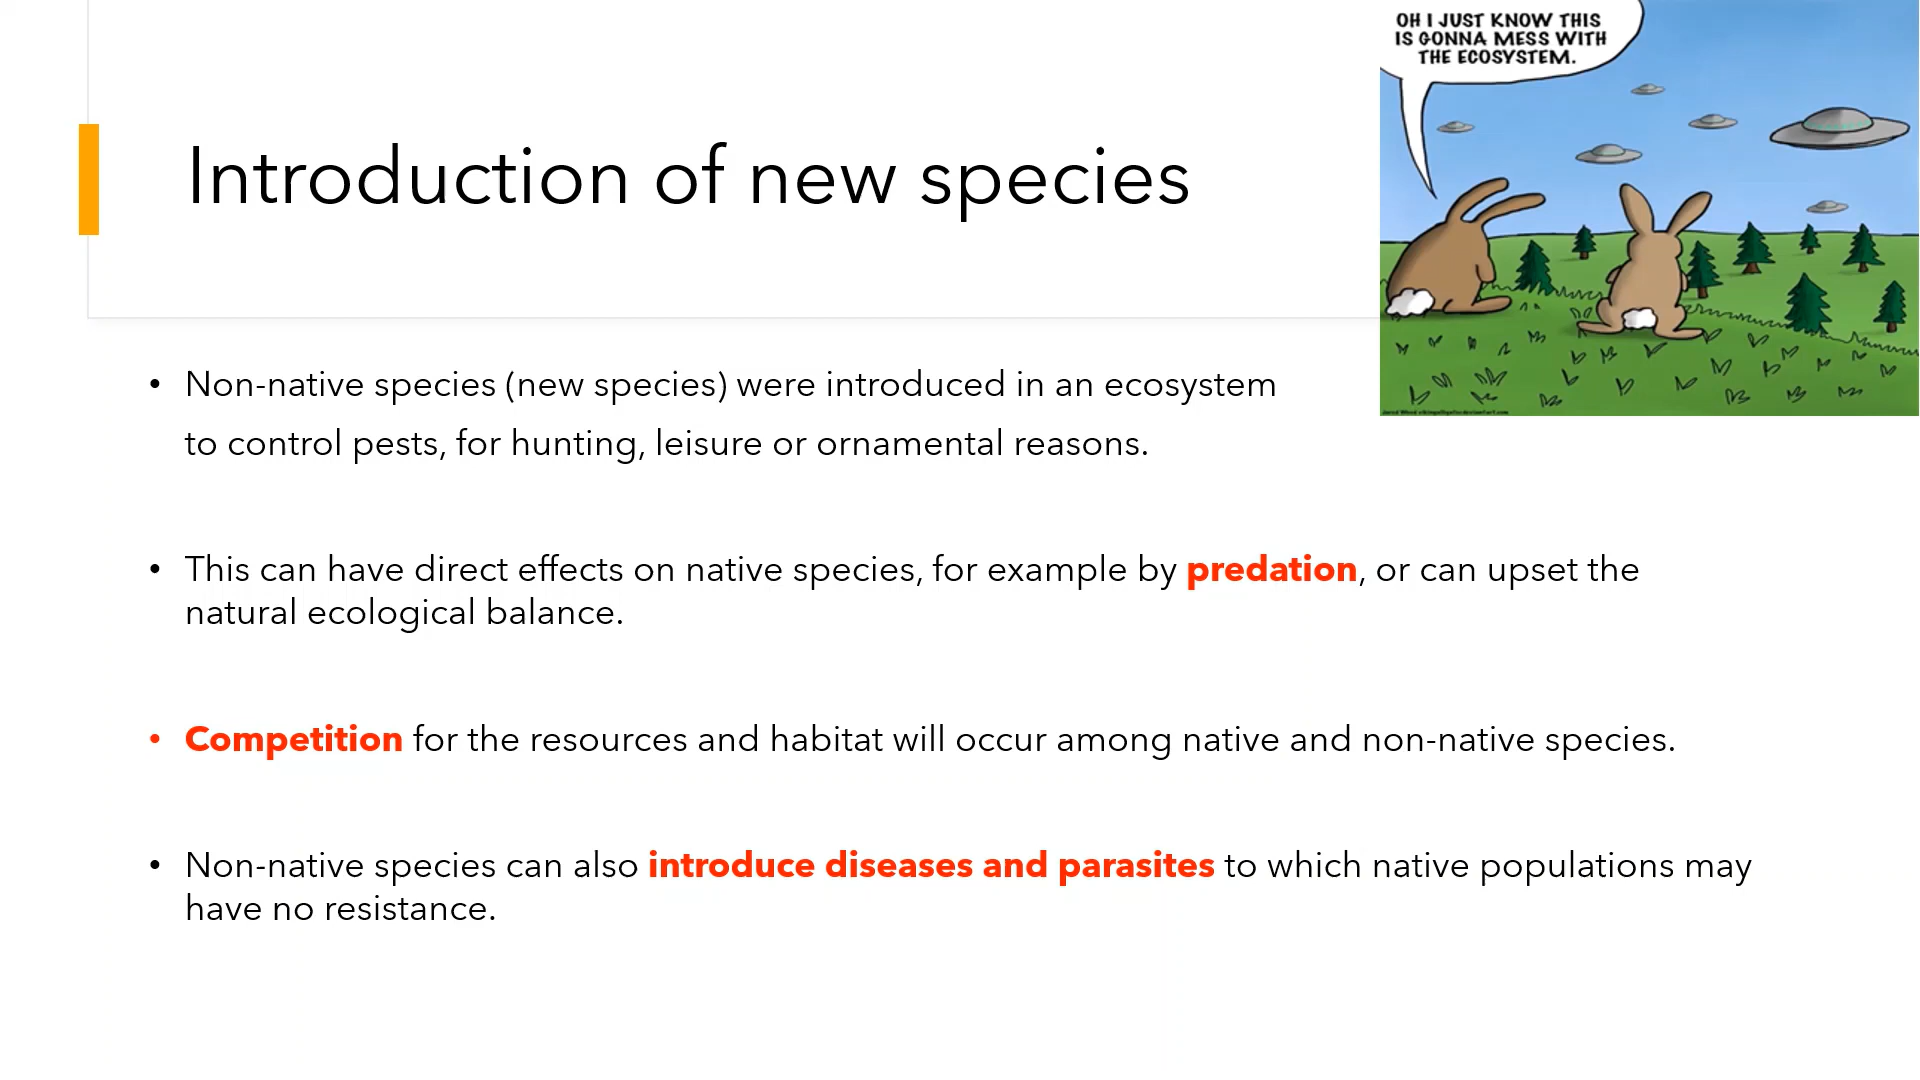 OH I JUST KNOW THIS
IS GONNA MESS WITH
THE ECOSYSTEM.
Introduction of new species
• Non-native species (new species) were introduced in an ecosystem
to control pests, for hunting, leisure or ornamental reasons.
• This can have direct effects on native species, for example by predation, or can upset the
natural ecological balance.
• Competition for the resources and habitat will occur among native and non-native species.
• Non-native species can also introduce diseases and parasites to which native populations may
have no resistance.